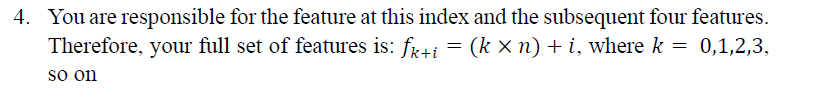 4. You are responsible for the feature at this index and the subsequent four features.
Therefore, your full set of features is: fₖ₊ᵢ = (k × n) + i, where k = 0,1,2,3,
so on